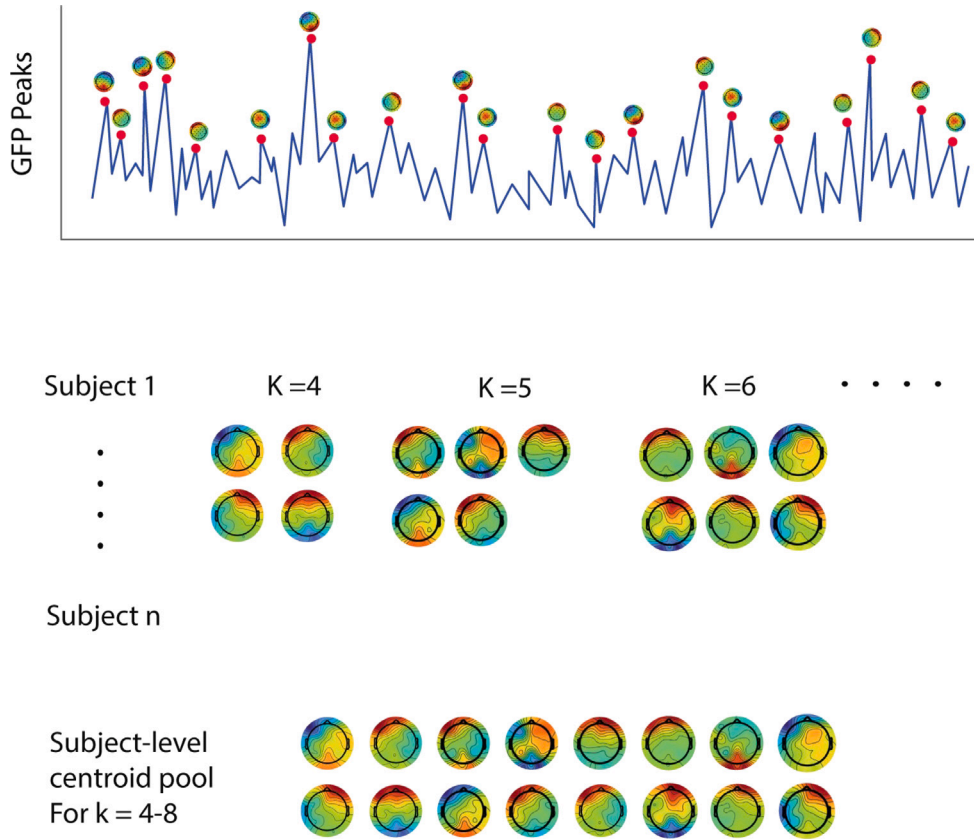 GFP Peaks
Subject 1 K =4 K =5 K =6 . . . .
Subject n
Subject-level
centroid pool
For k = 4-8